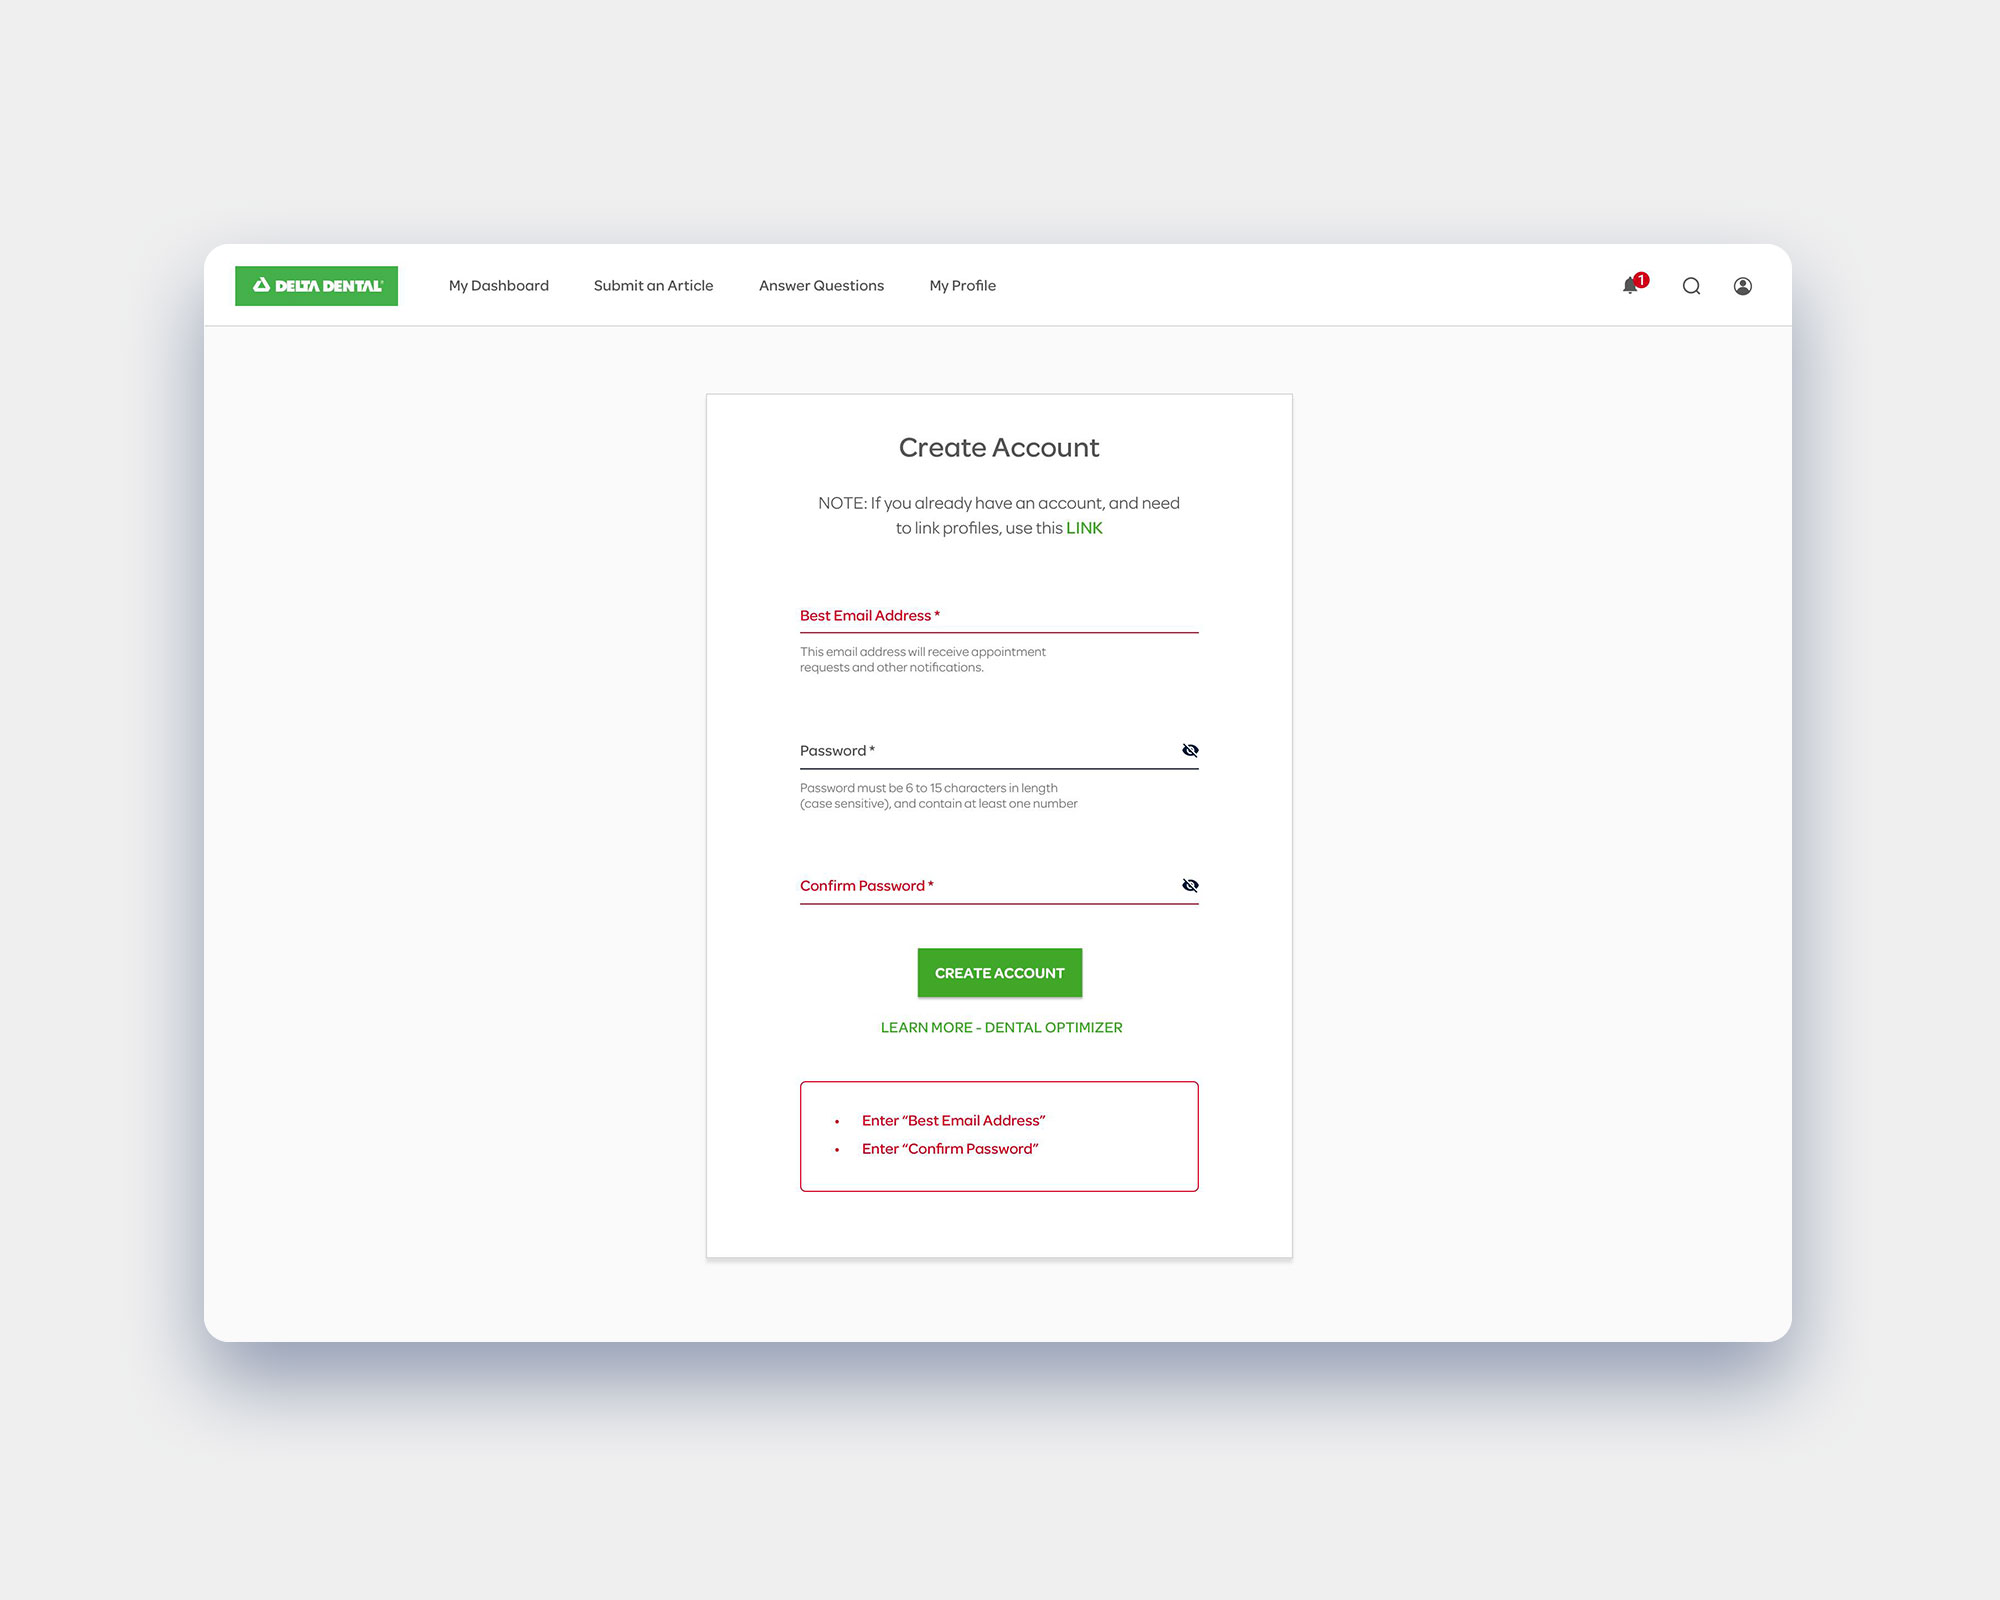 DELTA DENTAL
My Dashboard
Submit an Article
Answer Questions
My Profile
1
Create Account
NOTE: If you already have an account, and need
to link profiles, use this LINK
Best Email Address *
This email address will receive appointment
requests and other notifications.
Password *
Password must be 6 to 15 characters in length
(case sensitive), and contain at least one number
Confirm Password *
CREATE ACCOUNT
LEARN MORE - DENTAL OPTIMIZER
• Enter “Best Email Address”
• Enter “Confirm Password”